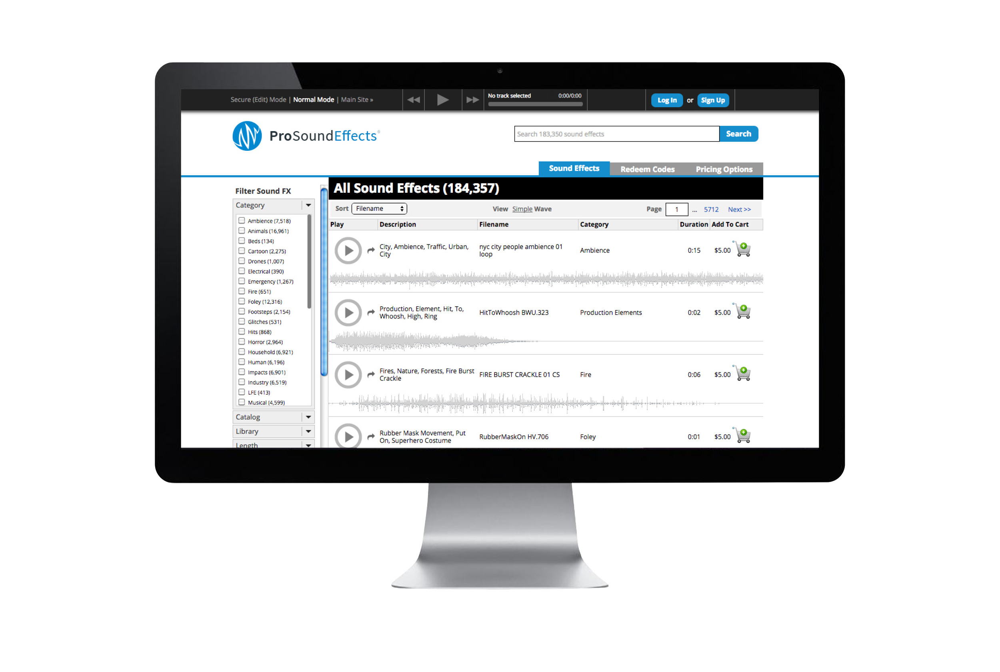 Secure (Edit) Mode | Normal Mode | Main Site »
No track selected 0:00/0:00
Log In or Sign Up
ProSoundEffects®
Search 183,350 sound effects
Search
Sound Effects
Redeem Codes
Pricing Options
Filter Sound FX
Category
Ambience (7,518)
Animals (16,961)
Beds (134)
Cartoon (2,275)
Drones (1,007)
Electrical (390)
Emergency (1,267)
Fire (651)
Foley (12,316)
Footsteps (2,154)
Glitches (531)
Hits (868)
Horror (2,964)
Household (6,921)
Human (6,196)
Impacts (6,901)
Industry (6,519)
LFE (413)
Musical (4,599)
Catalog
Library
Length
All Sound Effects (184,357)
Sort Filename
View Simple Wave
Page 1 ... 5712 Next >>
Play Description Filename Category Duration Add To Cart
City, Ambience, Traffic, Urban,
City
nyc city people ambience 01
loop
Ambience
0:15
$5.00
Production, Element, Hit, To,
Whoosh, High, Ring
HitToWhoosh BWU.323
Production Elements
0:02
$5.00
Fires, Nature, Forests, Fire Burst
Crackle
FIRE BURST CRACKLE 01 CS
Fire
0:06
$5.00
Rubber Mask Movement, Put
On, Superhero Costume
RubberMaskOn HV.706
Foley
0:01
$5.00